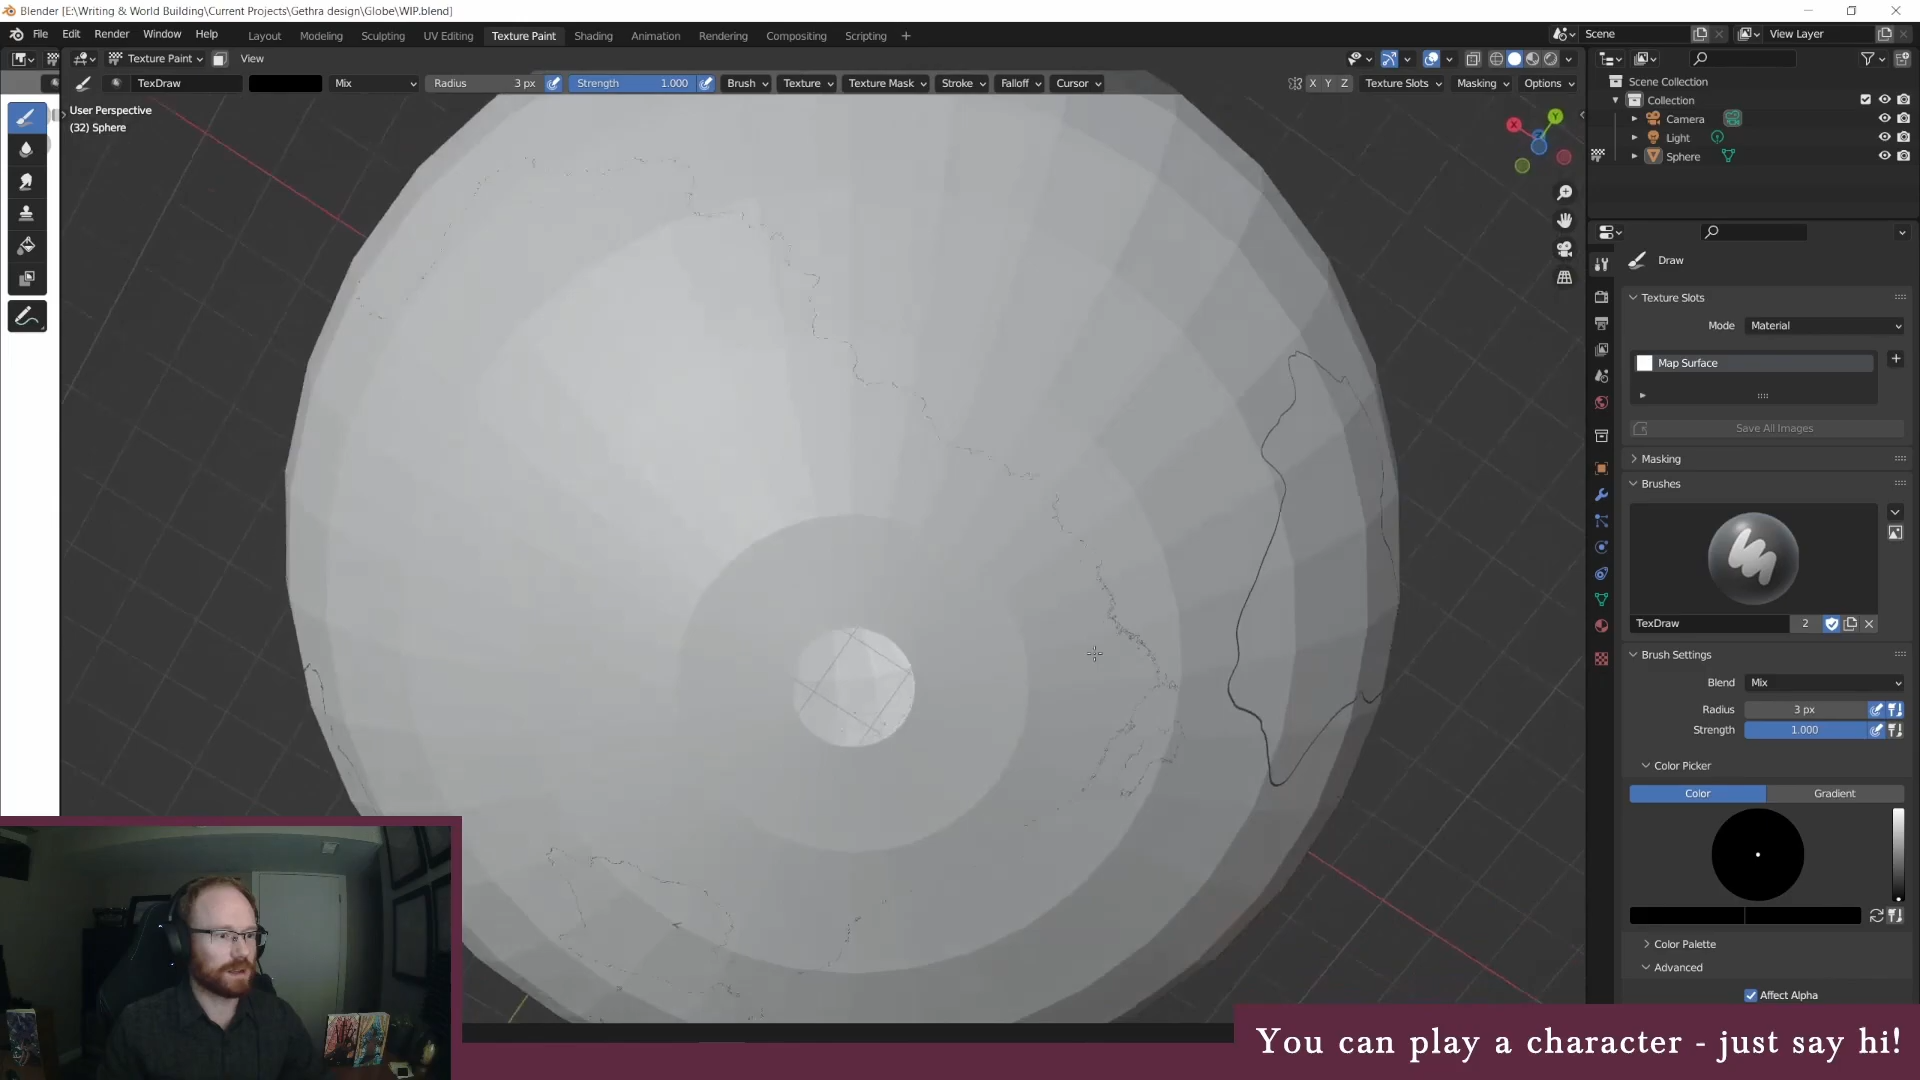 Blender [E:\Writing & World Building\Current Projects\Gethra design\Globe\WIP.blend]
File Edit Render Window Help Layout Modeling Sculpting UV Editing Texture Paint Shading Animation Rendering Compositing Scripting + Scene View Layer
Texture Paint View
TexDraw Mix Radius 3 px Strength 1.000 Brush Texture Texture Mask Stroke Falloff Cursor X Y Z Texture Slots Masking Options
User Perspective
(32) Sphere
X Y Z
Scene Collection
Collection
Camera
Light
Sphere
Draw
Texture Slots
Mode Material
Map Surface
Save All Images
Masking
Brushes
TexDraw 2
Brush Settings
Blend Mix
Radius 3 px
Strength 1.000
Color Picker
Color Gradient
Color Palette
Advanced
Affect Alpha
You can play a character - just say hi!